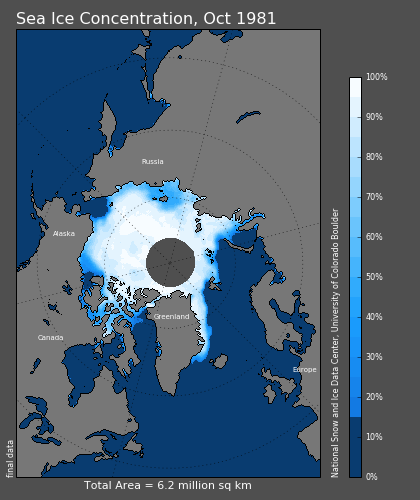 Sea Ice Concentration, Oct 1981
100%
90%
80%
70%
60%
50%
40%
30%
20%
10%
0%
Russia
Alaska
Canada
Greenland
Europe
National Snow and Ice Data Center, University of Colorado Boulder
final data
Total Area = 6.2 million sq km